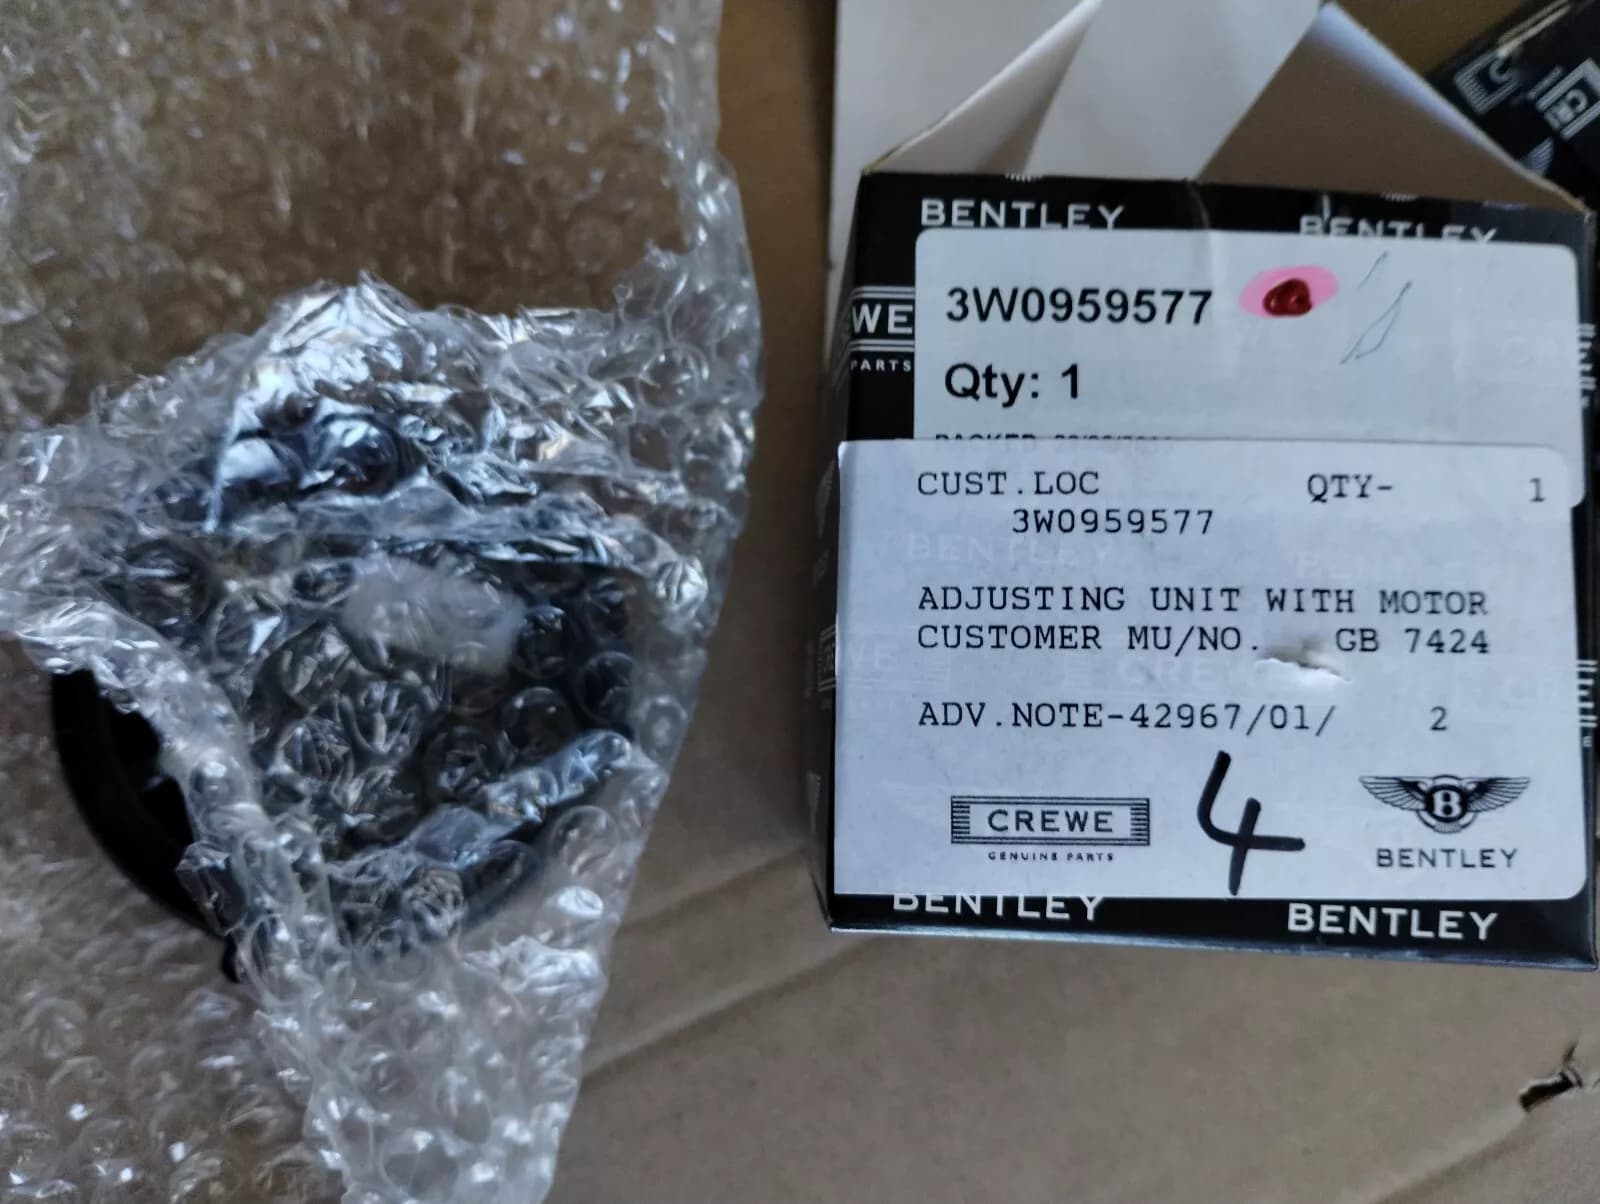 BENTLEY BENTLEY
WE
PARTS
3W0959577
Qty: 1
CUST.LOC QTY- 1
3W0959577
ADJUSTING UNIT WITH MOTOR
CUSTOMER MU/NO. GB 7424
ADV.NOTE-42967/01/ 2
4
CREWE
GENUINE PARTS
B
BENTLEY
BENTLEY BENTLEY